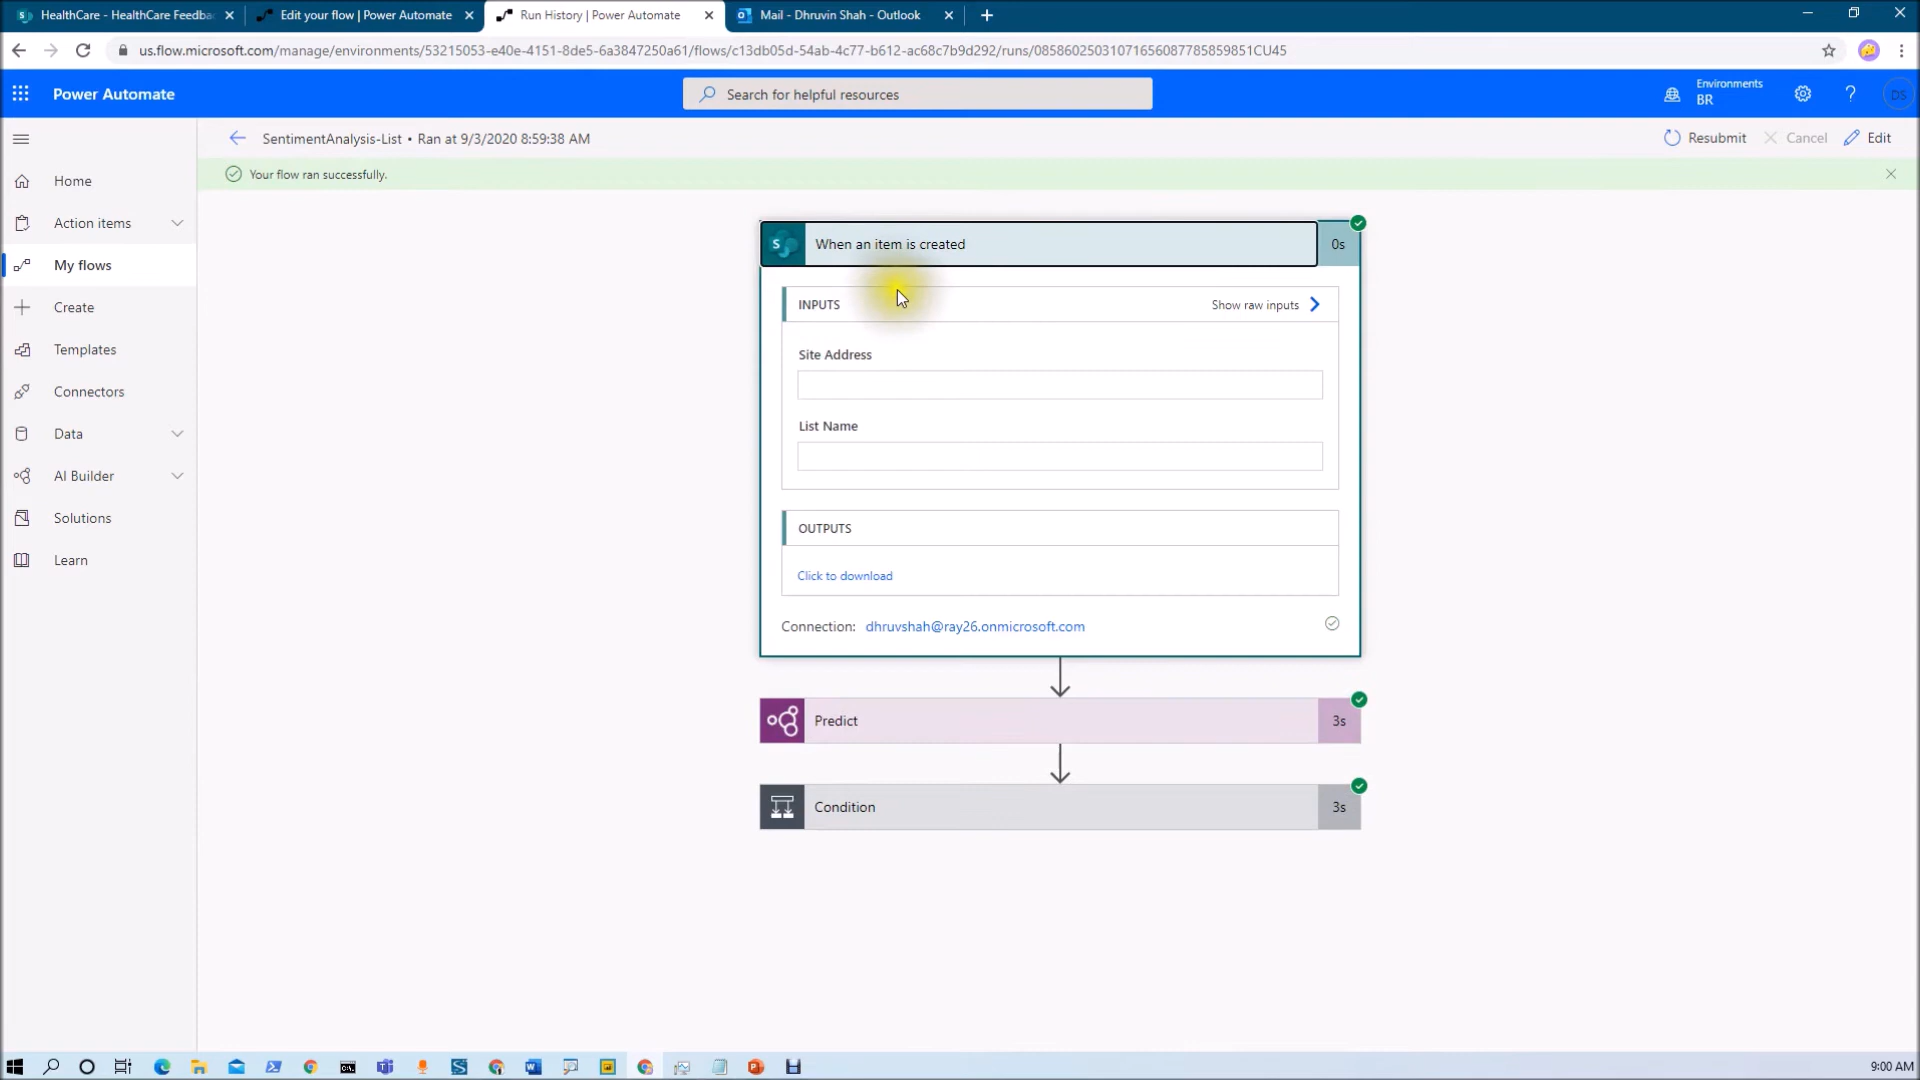 HealthCare - HealthCare Feedba
Edit your flow | Power Automate
Run History | Power Automate
Mail - Dhruvin Shah - Outlook
us.flow.microsoft.com/manage/environments/53215053-e40e-4151-8de5-6a3847250a61/flows/c13db05d-54ab-4c77-b612-ac68c7b9d292/runs/08586025031071656087785859851CU45
Power Automate
Search for helpful resources
Environments
BR
DS
SentimentAnalysis-List • Ran at 9/3/2020 8:59:38 AM
Resubmit
Cancel
Edit
Your flow ran successfully.
Home
Action items
My flows
Create
Templates
Connectors
Data
AI Builder
Solutions
Learn
When an item is created
0s
INPUTS
Show raw inputs
Site Address
List Name
OUTPUTS
Click to download
Connection: dhruvshah@ray26.onmicrosoft.com
Predict
3s
Condition
3s
9:00 AM